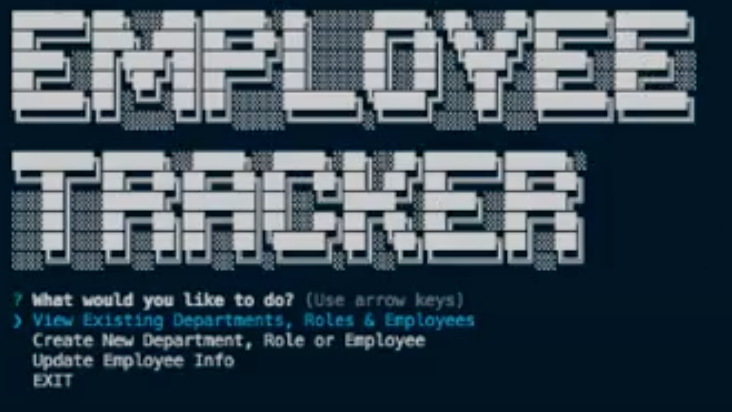 EMPLOYEE
TRACKER
? What would you like to do? (Use arrow keys)
❯ View Existing Departments, Roles & Employees
Create New Department, Role or Employee
Update Employee Info
EXIT